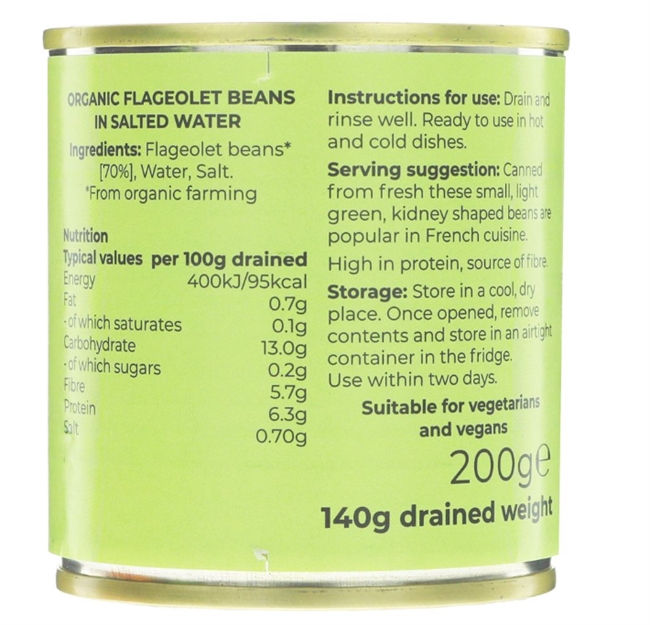 ORGANIC FLAGEOLET BEANS
IN SALTED WATER
Ingredients: Flageolet beans*
[70%], Water, Salt.
*From organic farming
Nutrition
Typical values per 100g drained
Energy 400kJ/95kcal
Fat 0.7g
- of which saturates 0.1g
Carbohydrate 13.0g
- of which sugars 0.2g
Fibre 5.7g
Protein 6.3g
Salt 0.70g
Instructions for use: Drain and
rinse well. Ready to use in hot
and cold dishes.
Serving suggestion: Canned
from fresh these small, light
green, kidney shaped beans are
popular in French cuisine.
High in protein, source of fibre.
Storage: Store in a cool, dry
place. Once opened, remove
contents and store in an airtight
container in the fridge.
Use within two days.
Suitable for vegetarians
and vegans
200g℮
140g drained weight